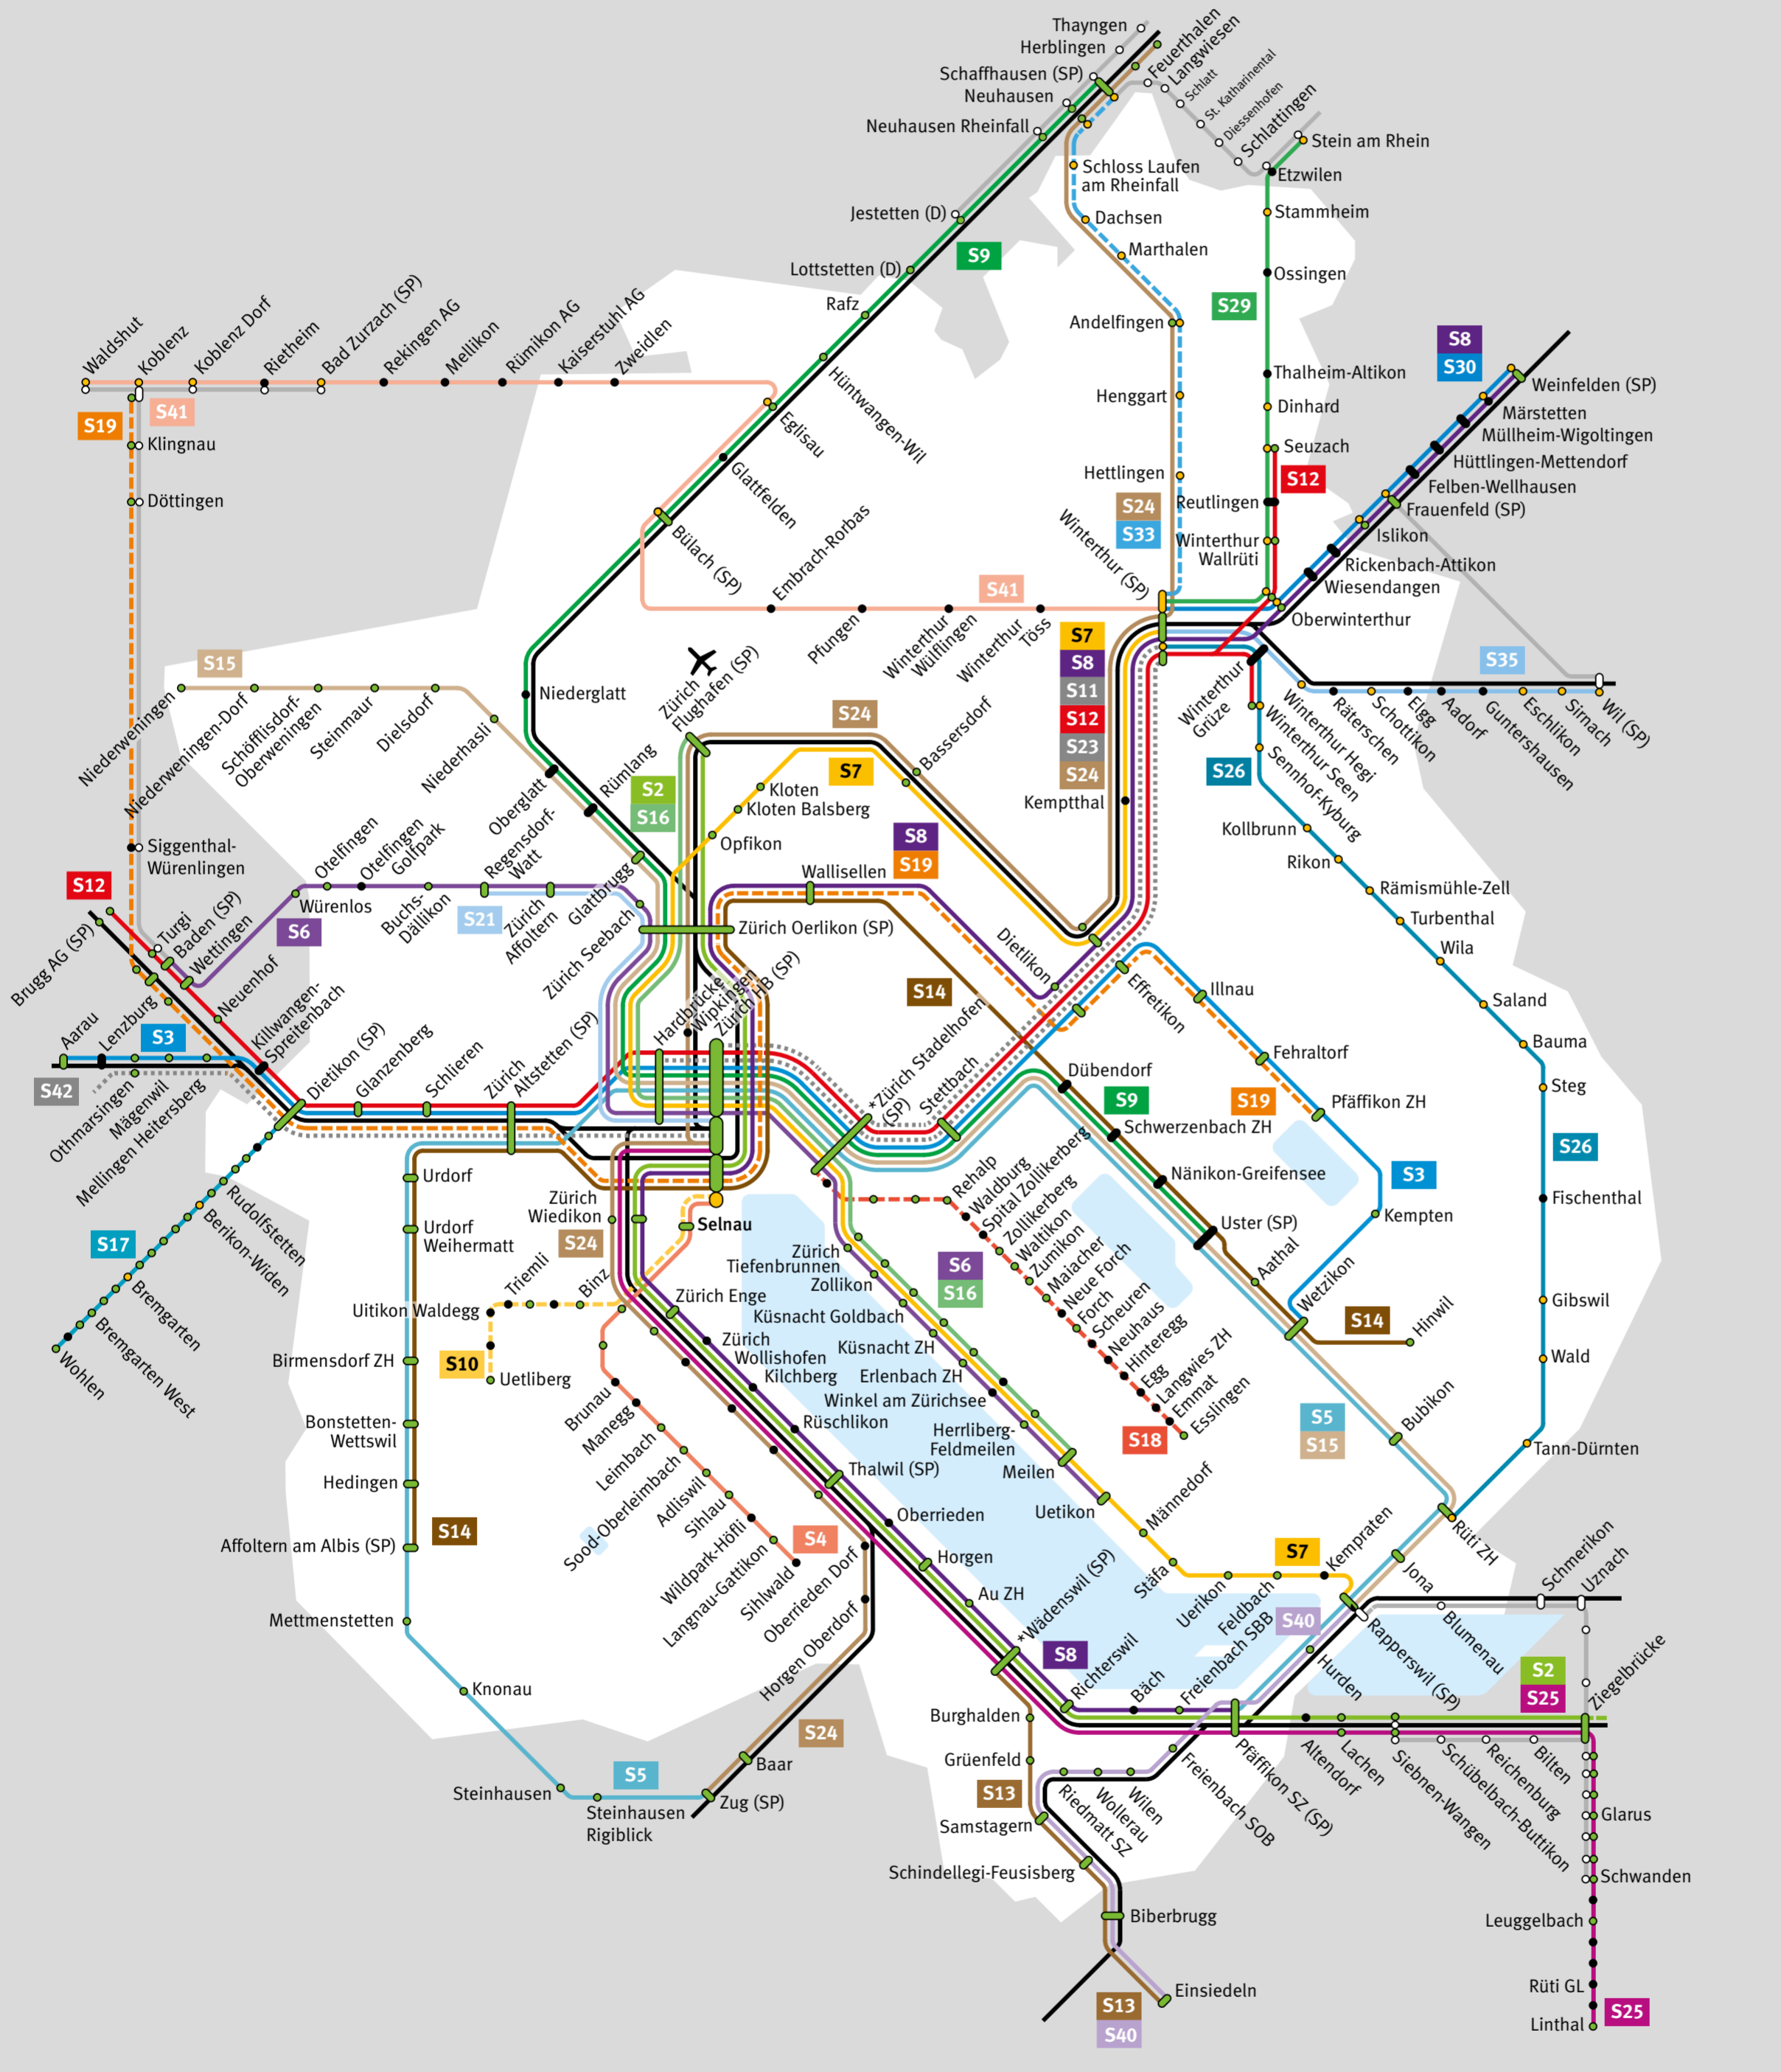 Thayngen
Herblingen
Schaffhausen (SP)
Neuhausen
Neuhausen Rheinfall
Feuerthalen
Langwiesen
Schlatt
St. Katharinental
Diessenhofen
Schlattingen
Stein am Rhein
Etzwilen
Schloss Laufen
am Rheinfall
Stammheim
Jestetten (D)
Dachsen
S9
Marthalen
Lottstetten (D)
Ossingen
Rafz
S29
Andelfingen
S8
S30
Waldshut
Koblenz
Koblenz Dorf
Rietheim
Bad Zurzach (SP)
Rekingen AG
Mellikon
Rümikon AG
Kaiserstuhl AG
Zweidlen
Hüntwangen-Wil
Thalheim-Altikon
Weinfelden (SP)
Henggart
Dinhard
Märstetten
S19
S41
Eglisau
Müllheim-Wigoltingen
Klingnau
Seuzach
Hüttlingen-Mettendorf
Glattfelden
Hettlingen
S12
Felben-Wellhausen
Döttingen
S24
S33
Reutlingen
Frauenfeld (SP)
Bülach (SP)
Winterthur (SP)
Winterthur
Wallrüti
Islikon
Rickenbach-Attikon
Wiesendangen
Embrach-Rorbas
S41
Pfungen
Winterthur
Wülflingen
Winterthur
Töss
Oberwinterthur
S7
S8
S11
S12
S23
S24
S35
S15
Niederglatt
Zürich
Flughafen (SP)
Niederweningen
Niederweningen-Dorf
Schöfflisdorf-
Oberweningen
Steinmaur
Dielsdorf
Niederhasli
S24
Bassersdorf
Winterthur
Grüze
Winterthur Hegi
Räterschen
Schottikon
Elgg
Aadorf
Guntershausen
Eschlikon
Sirnach
Wil (SP)
Winterthur Seen
Sennhof-Kyburg
S26
Oberglatt
Rümlang
S2
S16
S7
Kloten
Kloten Balsberg
Opfikon
Kemptthal
Kollbrunn
Rikon
Siggenthal-
Würenlingen
S12
Otelfingen
Otelfingen
Golfpark
Würenlos
Buchs-
Dällikon
Regensdorf-
Watt
S21
Zürich
Affoltern
Glattbrugg
S8
S19
Wallisellen
Rämismühle-Zell
Turbenthal
Wila
Brugg AG (SP)
Turgi
Baden (SP)
Wettingen
S6
Neuenhof
Killwangen-
Spreitenbach
Zürich Seebach
Zürich Oerlikon (SP)
Dietlikon
Effretikon
Illnau
Saland
S14
Hardbrücke
Wipkingen
Zürich HB (SP)
Aarau
Lenzburg
S3
S42
Othmarsingen
Mägenwil
Mellingen Heitersberg
Dietikon (SP)
Glanzenberg
Schlieren
Zürich
Altstetten (SP)
*Zürich Stadelhofen
(SP)
Stettbach
Dübendorf
Fehraltorf
Bauma
Steg
S9
S19
Pfäffikon ZH
Schwerzenbach ZH
Nänikon-Greifensee
S26
S3
Urdorf
Urdorf
Weihermatt
Rudolfstetten
Berikon-Widen
S17
Bremgarten
Bremgarten West
Wohlen
Zürich
Wiedikon
S24
Selnau
Rehalp
Waldburg
Spital Zollikerberg
Zollikerberg
Waltikon
Zumikon
Maiacher
Neue Forch
Forch
Scheuren
Neuhaus
Hinteregg
Egg
Langwies ZH
Emmat
Esslingen
S18
Uster (SP)
Aathal
Kempten
Fischenthal
Wetzikon
S14
Hinwil
Gibswil
Wald
Triemli
Binz
Uitikon Waldegg
S10
Uetliberg
Zürich
Tiefenbrunnen
Zollikon
S6
S16
Zürich Enge
Küsnacht Goldbach
Küsnacht ZH
Erlenbach ZH
Winkel am Zürichsee
Herrliberg-
Feldmeilen
Meilen
Uetikon
Männedorf
Stäfa
Birmensdorf ZH
Zürich
Wollishofen
Kilchberg
Rüschlikon
Thalwil (SP)
Brunau
Manegg
Leimbach
Sood-Oberleimbach
Adliswil
Sihlau
Wildpark-Höfli
Langnau-Gattikon
Sihlwald
S4
Bonstetten-
Wettswil
Hedingen
S5
S15
Bubikon
Tann-Dürnten
Rüti ZH
Affoltern am Albis (SP)
S14
Oberrieden
Oberrieden Dorf
Horgen
Horgen Oberdorf
Au ZH
*Wädenswil (SP)
S7
Uerikon
Feldbach
Kempraten
Jona
Schmerikon
Uznach
S40
Rapperswil (SP)
Blumenau
Mettmenstetten
Knonau
S8
Richterswil
Bäch
Freienbach SBB
Hurden
S2
S25
Ziegelbrücke
S24
Burghalden
Baar
Grüenfeld
S5
Steinhausen
Steinhausen
Rigiblick
Zug (SP)
S13
Samstagern
Riedmatt SZ
Wollerau
Wilen
Freienbach SOB
Pfäffikon SZ (SP)
Altendorf
Lachen
Siebnen-Wangen
Schübelbach-Buttikon
Reichenburg
Bilten
Glarus
Schindellegi-Feusisberg
Schwanden
Biberbrugg
Leuggelbach
Einsiedeln
Rüti GL
S13
S40
S25
Linthal